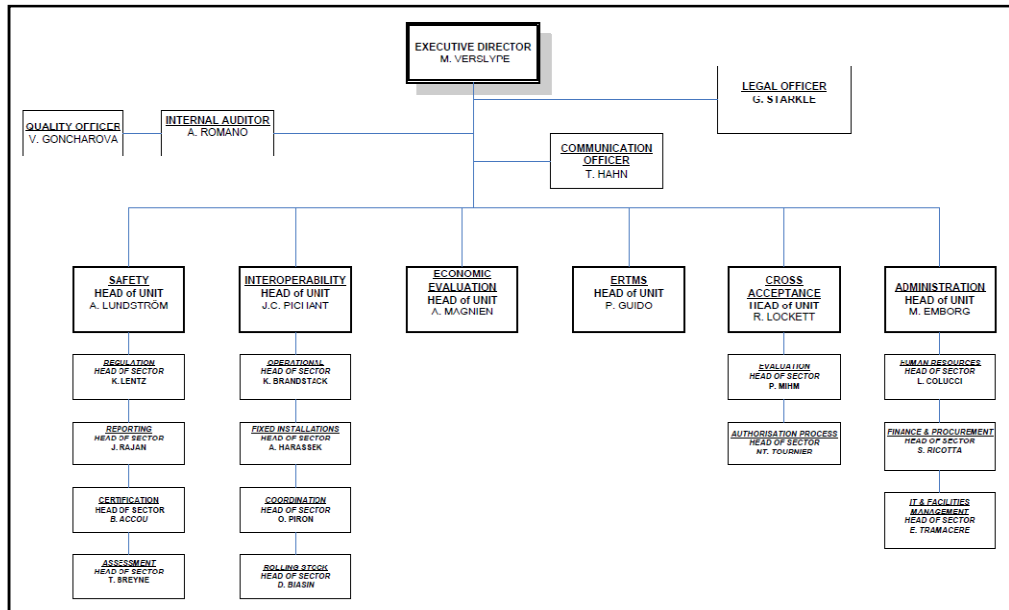 EXECUTIVE DIRECTOR
M. VERSLYPE
LEGAL OFFICER
G. STARKLE
QUALITY OFFICER
V. GONCHAROVA
INTERNAL AUDITOR
A. ROMANO
COMMUNICATION
OFFICER
T. HAHN
SAFETY
HEAD of UNIT
A. LUNDSTRÖM
INTEROPERABILITY
HEAD of UNIT
J.C. PICHANT
ECONOMIC
EVALUATION
HEAD of UNIT
A. MAGNIEN
ERTMS
HEAD of UNIT
P. GUIDO
CROSS
ACCEPTANCE
HEAD of UNIT
R. LOCKETT
ADMINISTRATION
HEAD of UNIT
M. EMBORG
REGULATION
HEAD OF SECTOR
K. LENTZ
OPERATIONAL
HEAD OF SECTOR
K. BRANDSTACK
EVALUATION
HEAD OF SECTOR
P. MIHM
HUMAN RESOURCES
HEAD OF SECTOR
L. COLUCCI
REPORTING
HEAD OF SECTOR
J. RAJAN
FIXED INSTALLATIONS
HEAD OF SECTOR
A. HARASSEK
AUTHORISATION PROCESS
HEAD OF SECTOR
NT. TOURNIER
FINANCE & PROCUREMENT
HEAD OF SECTOR
S. RICOTTA
CERTIFICATION
HEAD OF SECTOR
B. ACCOU
COORDINATION
HEAD OF SECTOR
O. PIRON
IT & FACILITIES
MANAGEMENT
HEAD OF SECTOR
E. TRAMACERE
ASSESSMENT
HEAD OF SECTOR
T. BREYNE
ROLLING STOCK
HEAD OF SECTOR
D. BIASIN